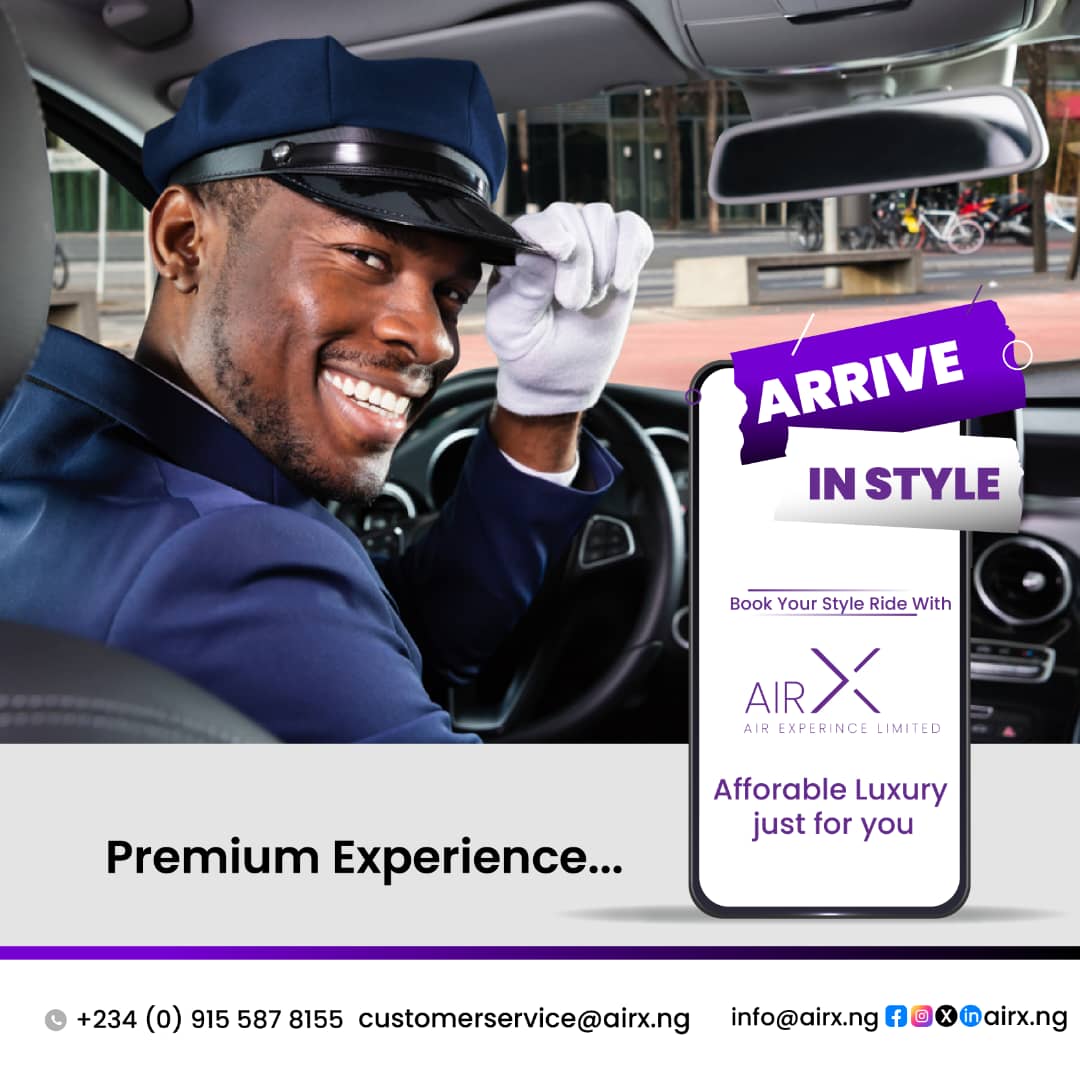 ARRIVE
IN STYLE
Book Your Style Ride With
AIR X
AIR EXPERINCE LIMITED
Afforable Luxury
just for you
Premium Experience...
+234 (0) 915 587 8155 customerservice@airx.ng info@airx.ng airx.ng